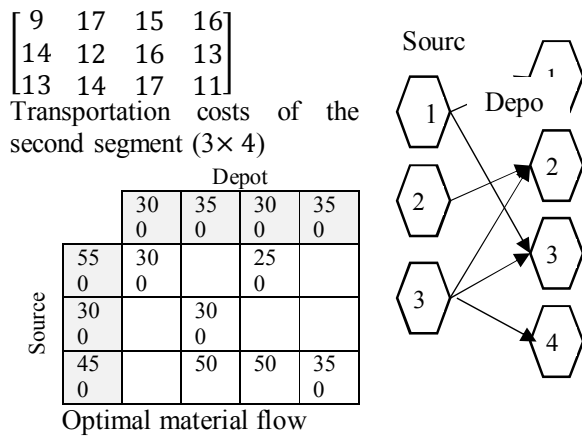 9 17 15 16
14 12 16 13
13 14 17 11
Transportation costs of the
second segment (3× 4)
Depot
30 35 30 35
0 0 0 0
55 30 25
0 0 0
30 30
0 0
45 50 50 35
0 0
Source
Optimal material flow
Sourc
Depo
1
1
2
2
3
3
4